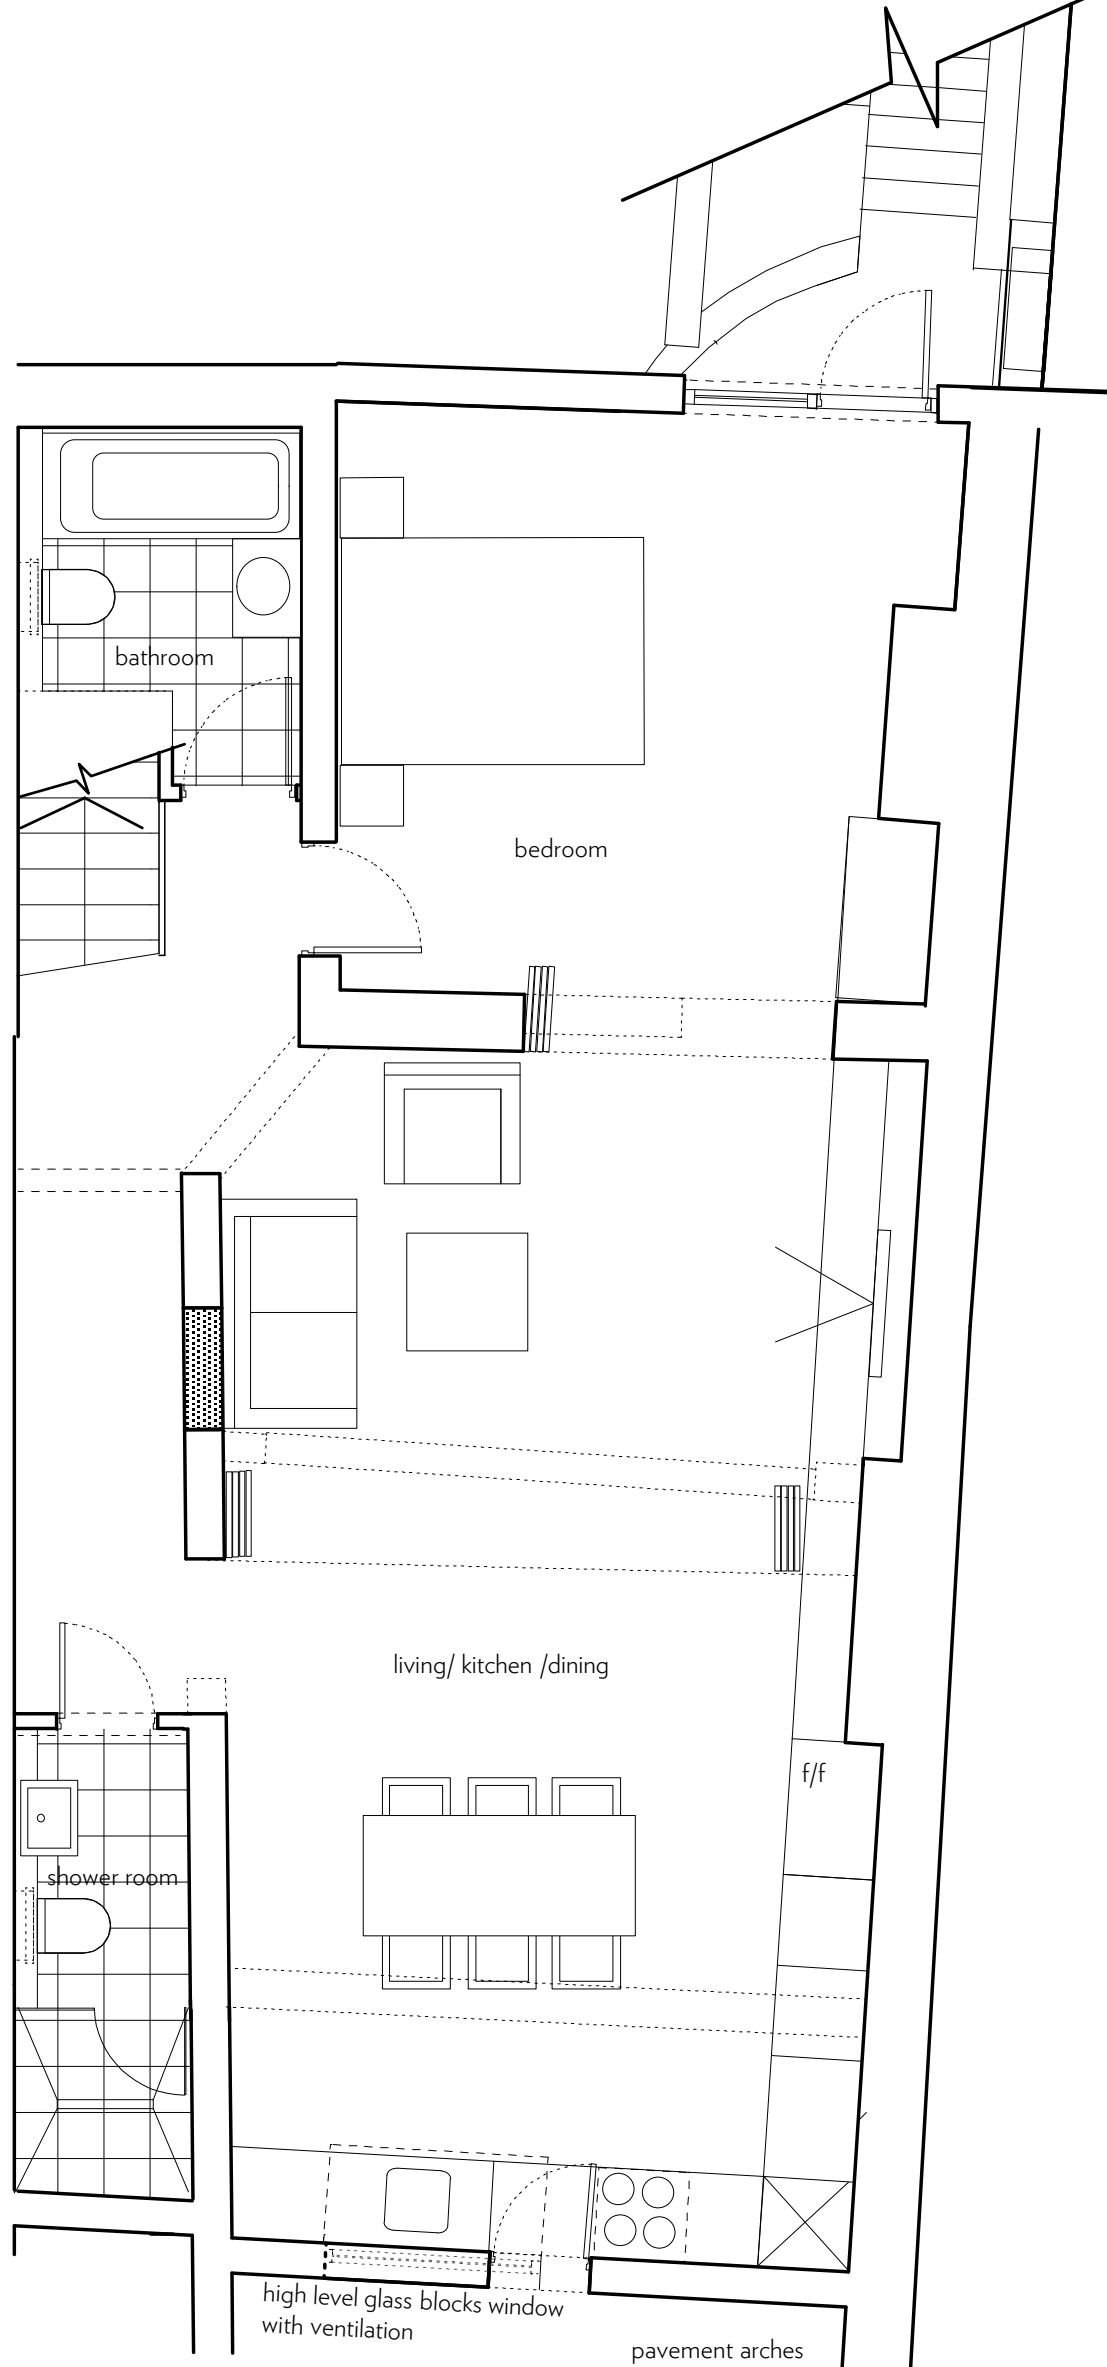 bathroom
bedroom
living/ kitchen /dining
f/f
shower room
high level glass blocks window
with ventilation
pavement arches